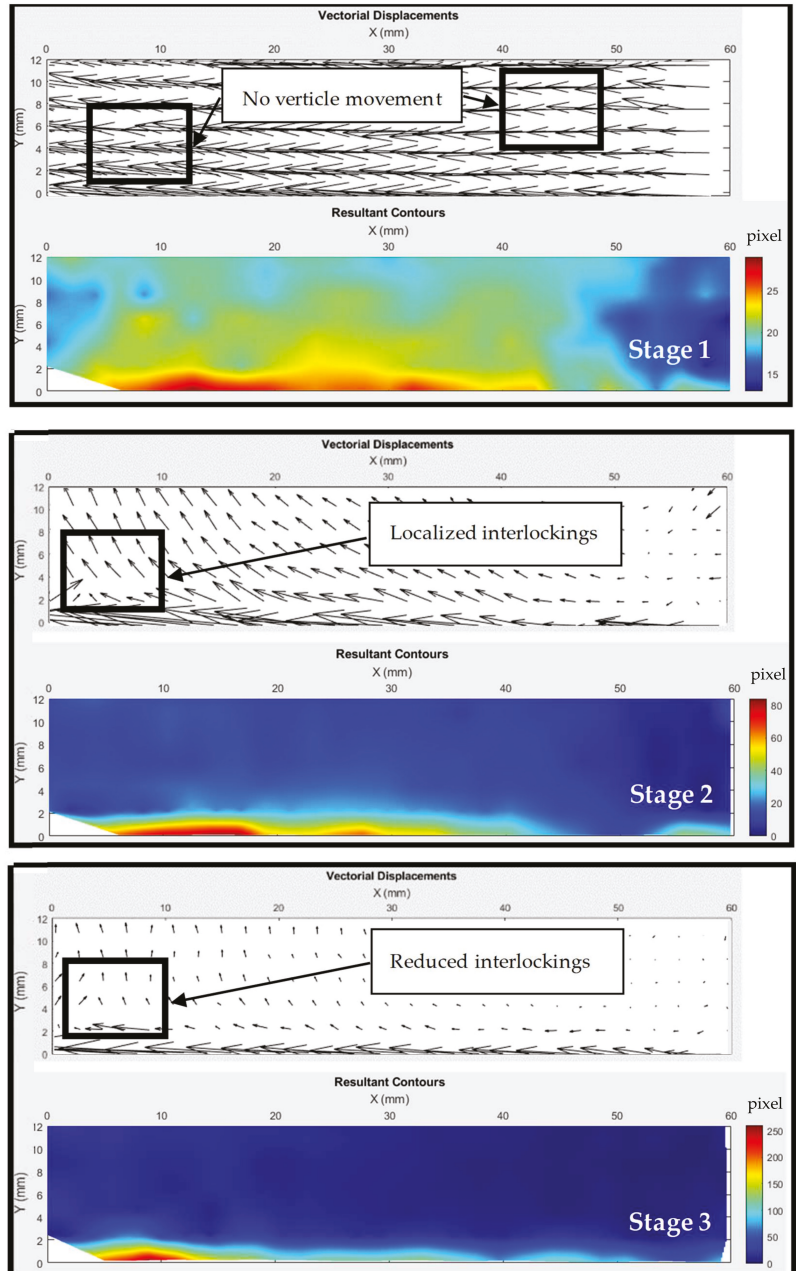 Vectorial Displacements
X (mm)
0 10 20 30 40 50 60
12
10
8
6
4
2
0
Y (mm)
No verticle movement
Resultant Contours
X (mm)
0 10 20 30 40 50 60
12
10
8
6
4
2
0
Y (mm)
Stage 1
pixel
25
20
15
Vectorial Displacements
X (mm)
0 10 20 30 40 50 60
12
10
8
6
4
2
0
Y (mm)
Localized interlockings
Resultant Contours
X (mm)
0 10 20 30 40 50 60
12
10
8
6
4
2
0
Y (mm)
Stage 2
pixel
80
60
40
20
0
Vectorial Displacements
X (mm)
0 10 20 30 40 50 60
12
10
8
6
4
2
0
Y (mm)
Reduced interlockings
Resultant Contours
X (mm)
0 10 20 30 40 50 60
12
10
8
6
4
2
0
Y (mm)
Stage 3
pixel
250
200
150
100
50
0